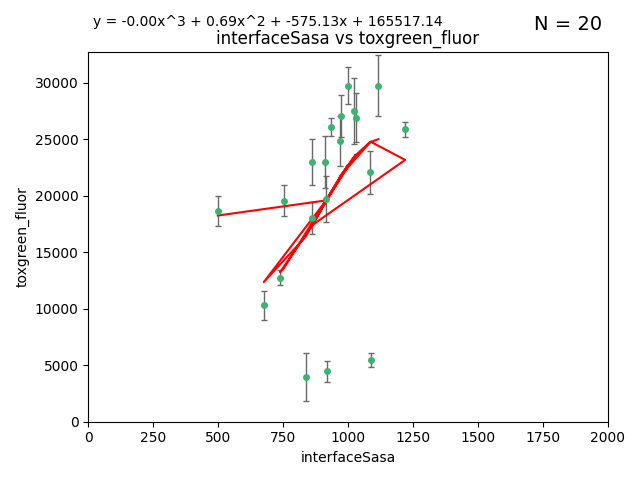 y = -0.00x^3 + 0.69x^2 + -575.13x + 165517.14
N = 20
interfaceSasa vs toxgreen_fluor
30000
25000
20000
15000
10000
5000
0
toxgreen_fluor
0 250 500 750 1000 1250 1500 1750 2000
interfaceSasa